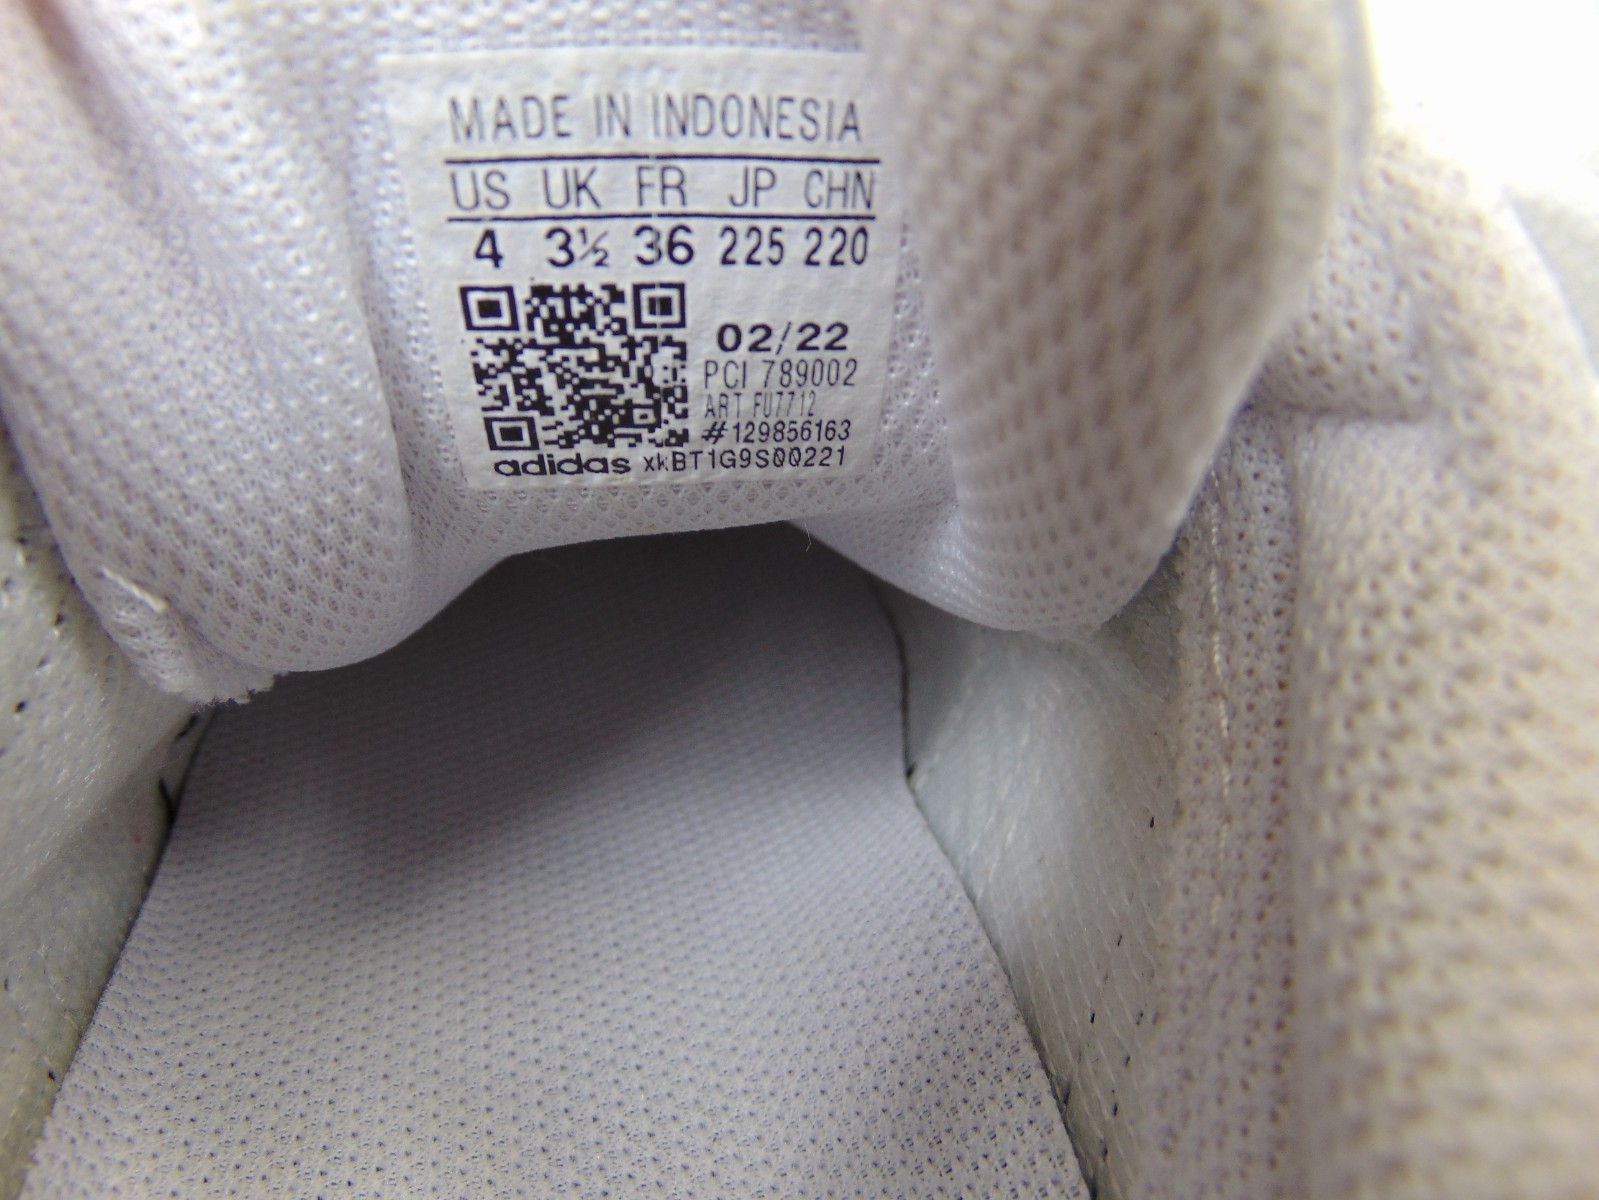 MADE IN INDONESIA
US UK FR JP CHN
4 3½ 36 225 220
02/22
PCI 789002
ART FU7712
#129856163
adidas xkBT1G9S00221